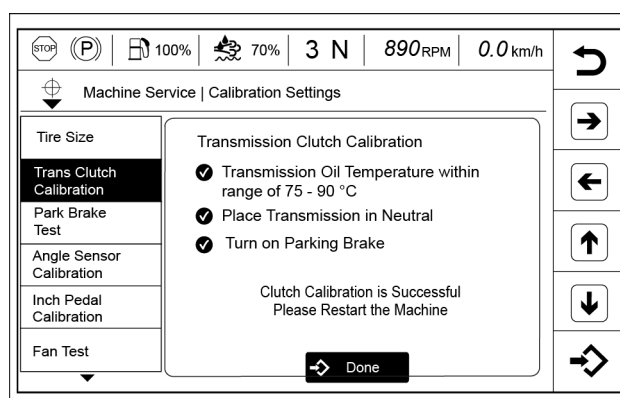 STOP (P) 100% 70% 3 N 890 RPM 0.0 km/h
Machine Service | Calibration Settings
Tire Size
Trans Clutch
Calibration
Park Brake
Test
Angle Sensor
Calibration
Inch Pedal
Calibration
Fan Test
Transmission Clutch Calibration
Transmission Oil Temperature within
range of 75 - 90 °C
Place Transmission in Neutral
Turn on Parking Brake
Clutch Calibration is Successful
Please Restart the Machine
Done